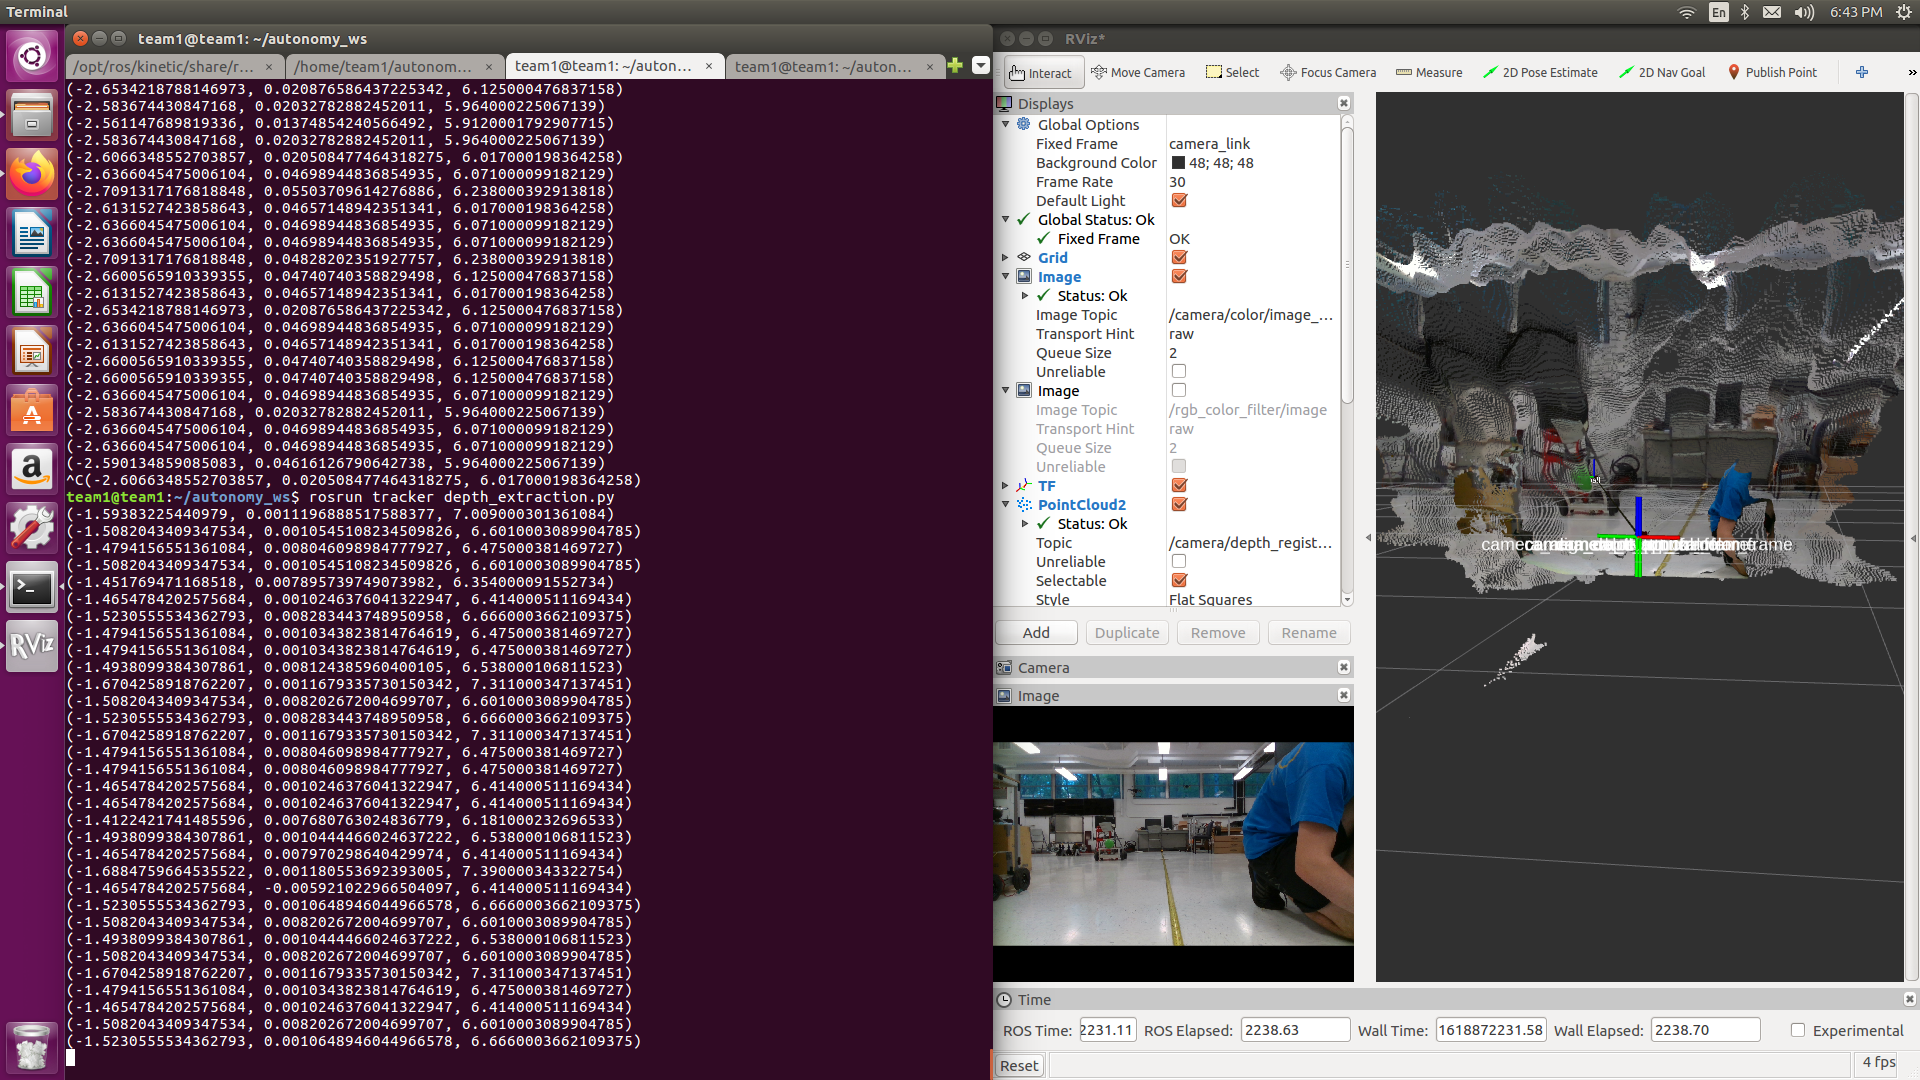 Terminal
En
6:43 PM
team1@team1: ~/autonomy_ws
/opt/ros/kinetic/share/r... ×
/home/team1/autonom... ×
team1@team1: ~/auton... ×
team1@team1: ~/auton... ×
(-2.6534218788146973, 0.020876586437225342, 6.125000476837158)
(-2.583674430847168, 0.02032782882452011, 5.964000225067139)
(-2.561147689819336, 0.01374854240566492, 5.9120001792907715)
(-2.583674430847168, 0.02032782882452011, 5.964000225067139)
(-2.6066348552703857, 0.020508477464318275, 6.017000198364258)
(-2.6366045475006104, 0.04698944836854935, 6.071000099182129)
(-2.7091317176818848, 0.05503709614276886, 6.238000392913818)
(-2.6131527423858643, 0.04657148942351341, 6.017000198364258)
(-2.6366045475006104, 0.04698944836854935, 6.071000099182129)
(-2.6366045475006104, 0.04698944836854935, 6.071000099182129)
(-2.7091317176818848, 0.04828202351927757, 6.238000392913818)
(-2.6600565910339355, 0.04740740358829498, 6.125000476837158)
(-2.6131527423858643, 0.04657148942351341, 6.017000198364258)
(-2.6534218788146973, 0.020876586437225342, 6.125000476837158)
(-2.6366045475006104, 0.04698944836854935, 6.071000099182129)
(-2.6131527423858643, 0.04657148942351341, 6.017000198364258)
(-2.6600565910339355, 0.04740740358829498, 6.125000476837158)
(-2.6600565910339355, 0.04740740358829498, 6.125000476837158)
(-2.6366045475006104, 0.04698944836854935, 6.071000099182129)
(-2.583674430847168, 0.02032782882452011, 5.964000225067139)
(-2.6366045475006104, 0.04698944836854935, 6.071000099182129)
(-2.6366045475006104, 0.04698944836854935, 6.071000099182129)
(-2.590134859085083, 0.04616126790642738, 5.964000225067139)
^C(-2.6066348552703857, 0.020508477464318275, 6.017000198364258)
team1@team1:~/autonomy_ws$ rosrun tracker depth_extraction.py
(-1.59383225440979, 0.0011196888517588377, 7.009000301361084)
(-1.5082043409347534, 0.0010545108234509826, 6.6010003089904785)
(-1.4794156551361084, 0.008046098984777927, 6.475000381469727)
(-1.5082043409347534, 0.0010545108234509826, 6.6010003089904785)
(-1.451769471168518, 0.007895739749073982, 6.354000091552734)
(-1.4654784202575684, 0.0010246376041322947, 6.414000511169434)
(-1.5230555534362793, 0.008283443748950958, 6.6660003662109375)
(-1.4794156551361084, 0.0010343823814764619, 6.475000381469727)
(-1.4794156551361084, 0.0010343823814764619, 6.475000381469727)
(-1.4938099384307861, 0.008124385960400105, 6.538000106811523)
(-1.6704258918762207, 0.0011679335730150342, 7.311000347137451)
(-1.5082043409347534, 0.008202672004699707, 6.6010003089904785)
(-1.5230555534362793, 0.008283443748950958, 6.6660003662109375)
(-1.6704258918762207, 0.0011679335730150342, 7.311000347137451)
(-1.4794156551361084, 0.008046098984777927, 6.475000381469727)
(-1.4794156551361084, 0.008046098984777927, 6.475000381469727)
(-1.4654784202575684, 0.0010246376041322947, 6.414000511169434)
(-1.4654784202575684, 0.0010246376041322947, 6.414000511169434)
(-1.4122421741485596, 0.007680763024836779, 6.181000232696533)
(-1.4938099384307861, 0.0010444466024637222, 6.538000106811523)
(-1.4654784202575684, 0.007970298640429974, 6.414000511169434)
(-1.6884759664535522, 0.001180553692393005, 7.390000343322754)
(-1.4654784202575684, -0.005921022966504097, 6.414000511169434)
(-1.5230555534362793, 0.0010648946044966578, 6.6660003662109375)
(-1.5082043409347534, 0.008202672004699707, 6.6010003089904785)
(-1.4938099384307861, 0.0010444466024637222, 6.538000106811523)
(-1.5082043409347534, 0.008202672004699707, 6.6010003089904785)
(-1.6704258918762207, 0.0011679335730150342, 7.311000347137451)
(-1.4794156551361084, 0.0010343823814764619, 6.475000381469727)
(-1.4654784202575684, 0.0010246376041322947, 6.414000511169434)
(-1.5082043409347534, 0.008202672004699707, 6.6010003089904785)
(-1.5230555534362793, 0.0010648946044966578, 6.6660003662109375)
RViz*
Interact
Move Camera
Select
Focus Camera
Measure
2D Pose Estimate
2D Nav Goal
Publish Point
»
Displays
Global Options
Fixed Frame camera_link
Background Color 48; 48; 48
Frame Rate 30
Default Light
Global Status: Ok
Fixed Frame OK
Grid
Image
Status: Ok
Image Topic /camera/color/image_...
Transport Hint raw
Queue Size 2
Unreliable
Image
Image Topic /rgb_color_filter/image
Transport Hint raw
Queue Size 2
Unreliable
TF
PointCloud2
Status: Ok
Topic /camera/depth_regist...
Unreliable
Selectable
Style Flat Squares
Add
Duplicate
Remove
Rename
Camera
Image
Time
ROS Time: 2231.11
ROS Elapsed: 2238.63
Wall Time: 1618872231.58
Wall Elapsed: 2238.70
Experimental
Reset
4 fps
RViz